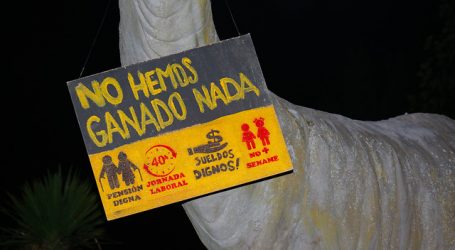 NO HEMOS
GANADO NADA
PENSIÓN
DIGNA
40H
JORNADA
LABORAL
$
SUELDOS
DIGNOS!
NO +
SENAME